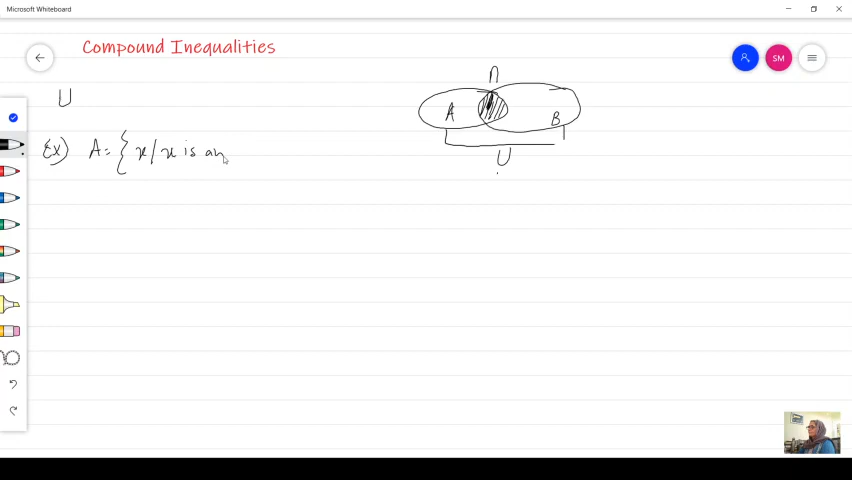 Microsoft Whiteboard
Compound Inequalities
SM
∩
U
A
B
Ex) A = { x / x is an
U